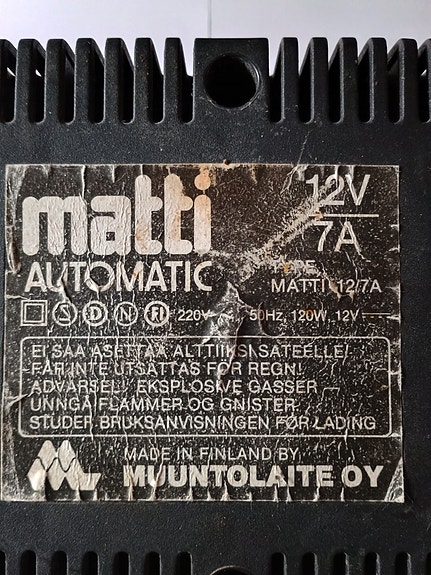 matti
12V
7A
AUTOMATIC
TYPE
MATTI 12/7A
S D N FI 220V ~ 50Hz, 120W, 12V
EI SAA ASETTAA ALTTIIKSI SATEELLE!
FÅR INTE UTSÄTTAS FÖR REGN!
ADVARSEL! EKSPLOSIVE GASSER
UNNGÅ FLAMMER OG GNISTER.
STUDER BRUKSANVISNINGEN FØR LADING
MADE IN FINLAND BY
MUUNTOLAITE OY